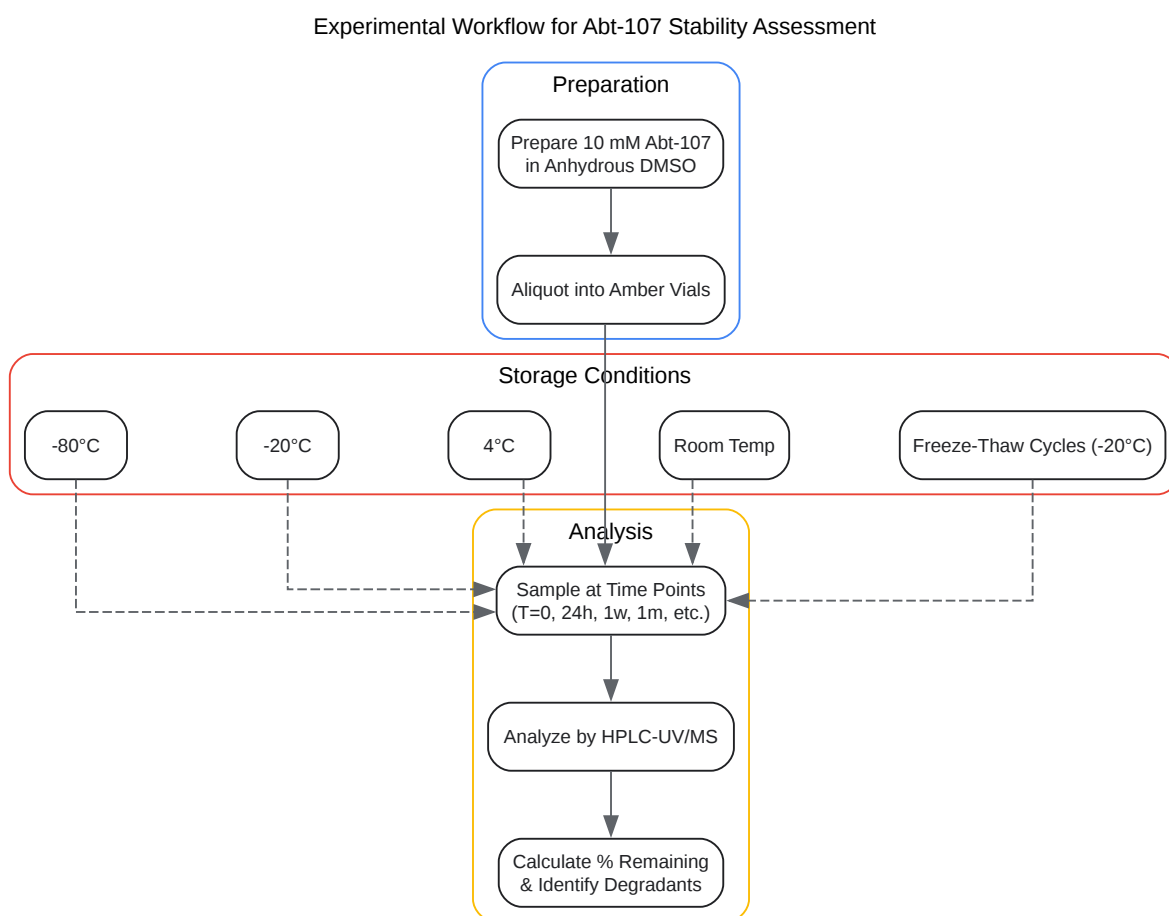 Experimental Workflow for Abt-107 Stability Assessment
Preparation
Prepare 10 mM Abt-107
in Anhydrous DMSO
Aliquot into Amber Vials
Storage Conditions
-80°C
-20°C
4°C
Room Temp
Freeze-Thaw Cycles (-20°C)
Analysis
Sample at Time Points
(T=0, 24h, 1w, 1m, etc.)
Analyze by HPLC-UV/MS
Calculate % Remaining
& Identify Degradants